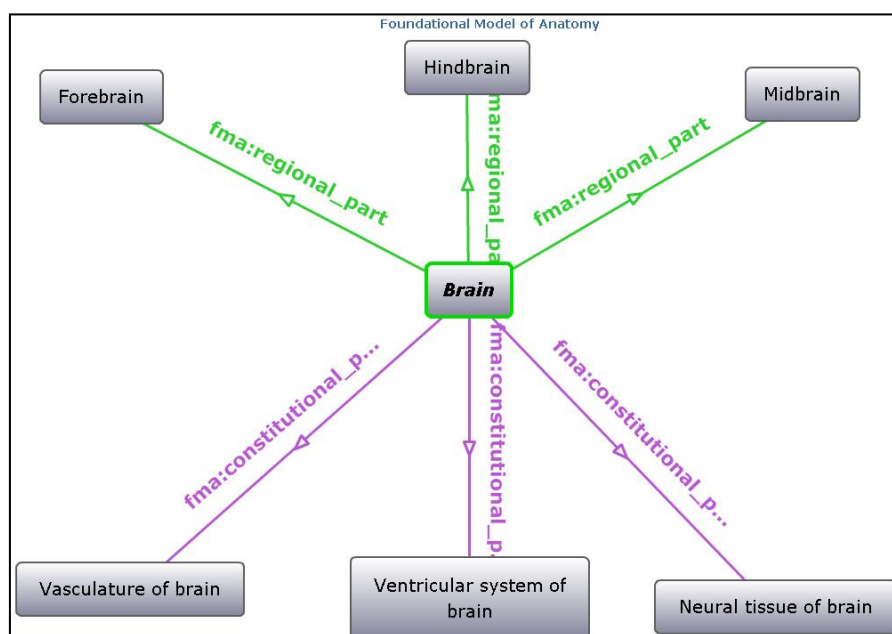 Foundational Model of Anatomy
Forebrain
Hindbrain
Midbrain
fma:regional_part
fma:regional_pa
fma:regional_part
Brain
fma:constitutional_p...
fma:constitutional_p.
fma:constitutional_p...
Vasculature of brain
Ventricular system of
brain
Neural tissue of brain